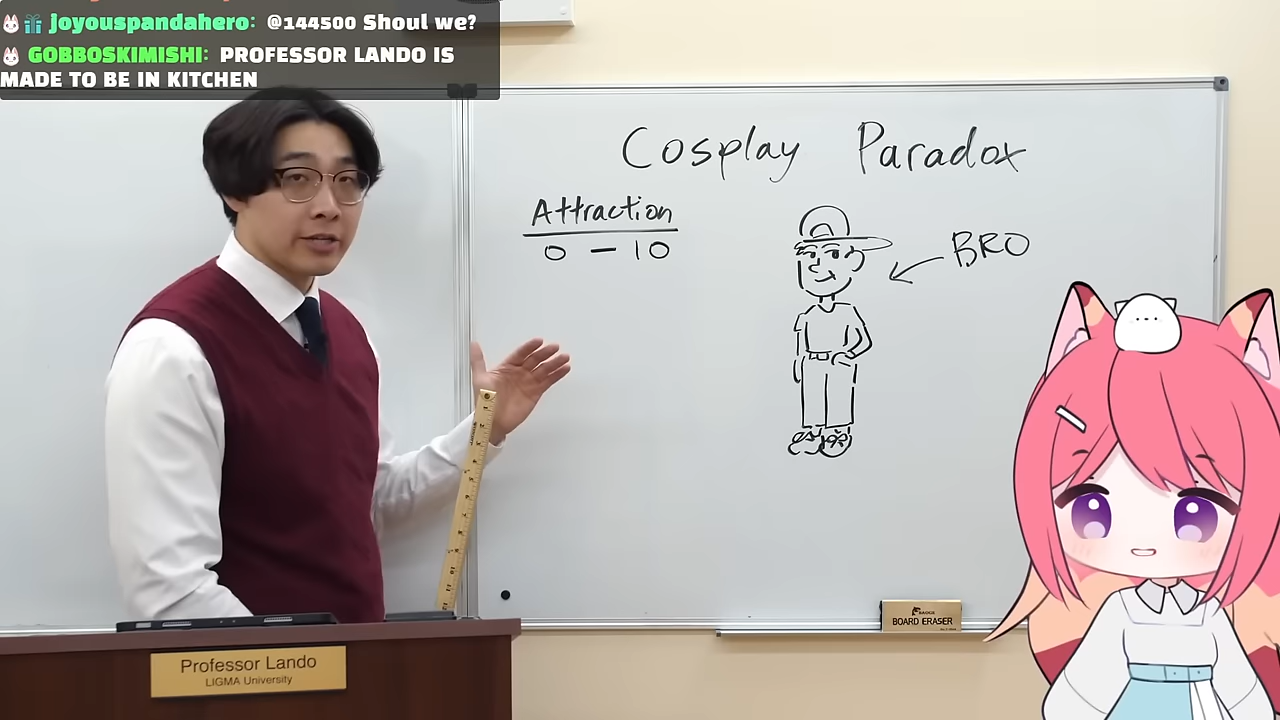 joyouspandahero: @144500 Shoul we?
GOBBOSKIMISHI: PROFESSOR LANDO IS
MADE TO BE IN KITCHEN
Cosplay Paradox
Attraction
0 - 10
BRO
BOARD ERASER
Professor Lando
LIGMA University